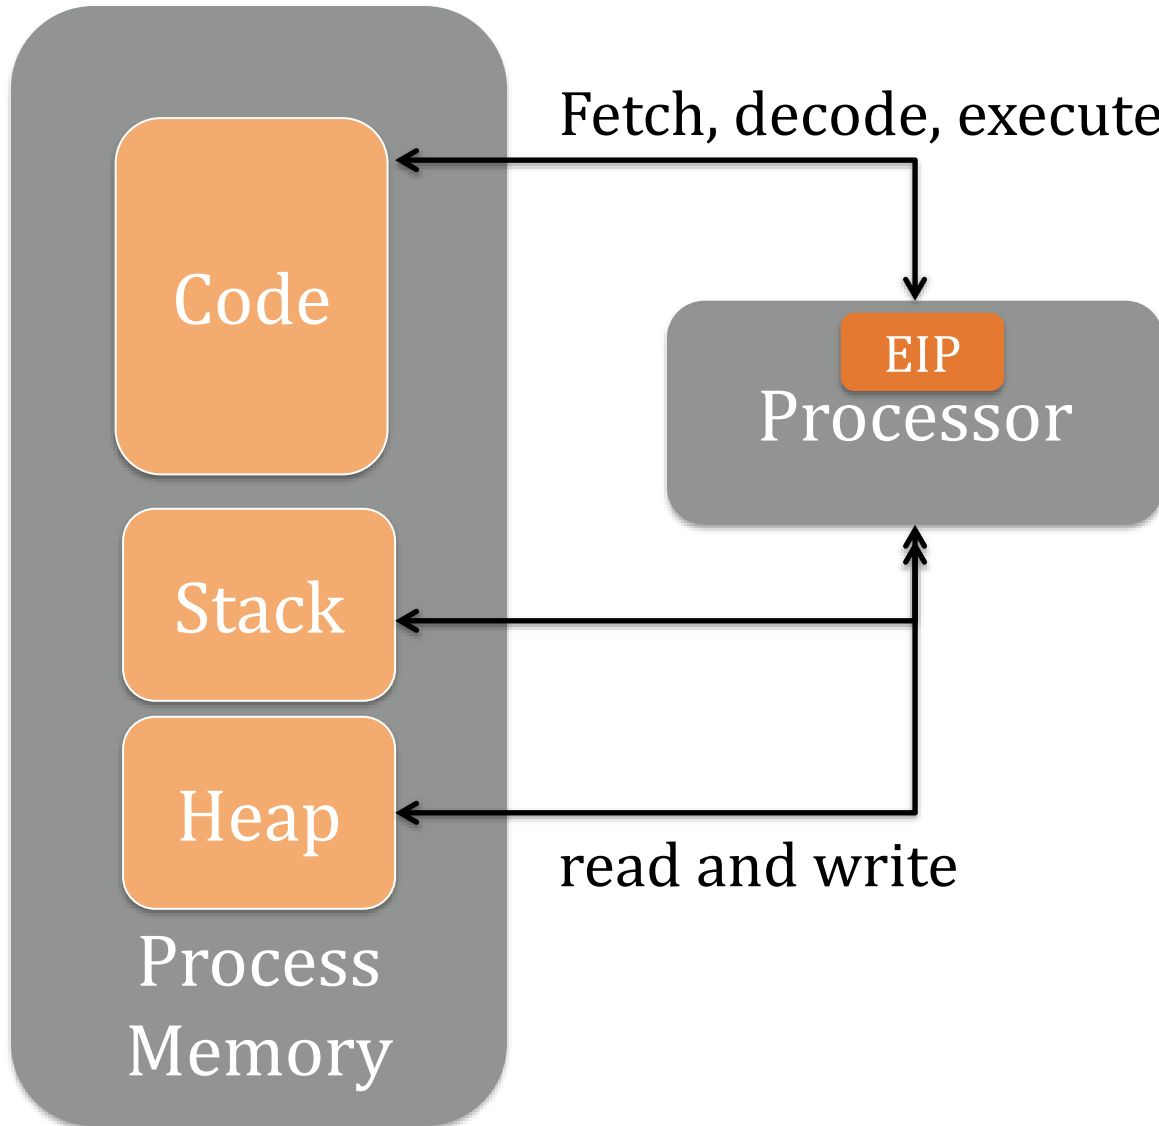 Fetch, decode, execute
Code
EIP
Processor
Stack
Heap
read and write
Process
Memory